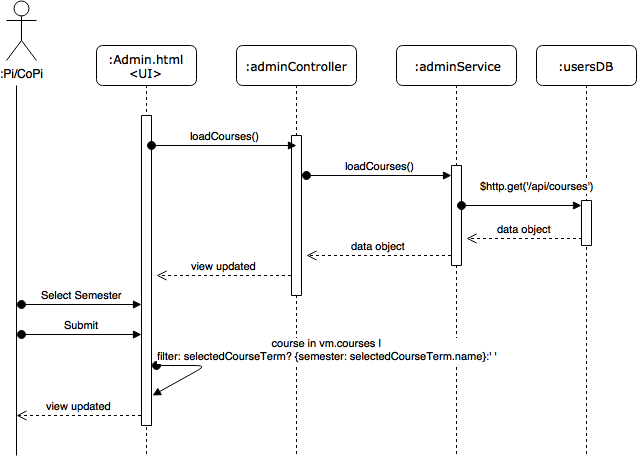 :Pi/CoPi
:Admin.html
<UI>
:adminController
:adminService
:usersDB
loadCourses()
loadCourses()
$http.get('/api/courses')
data object
data object
view updated
Select Semester
Submit
course in vm.courses |
filter: selectedCourseTerm? {semester: selectedCourseTerm.name}:' '
view updated